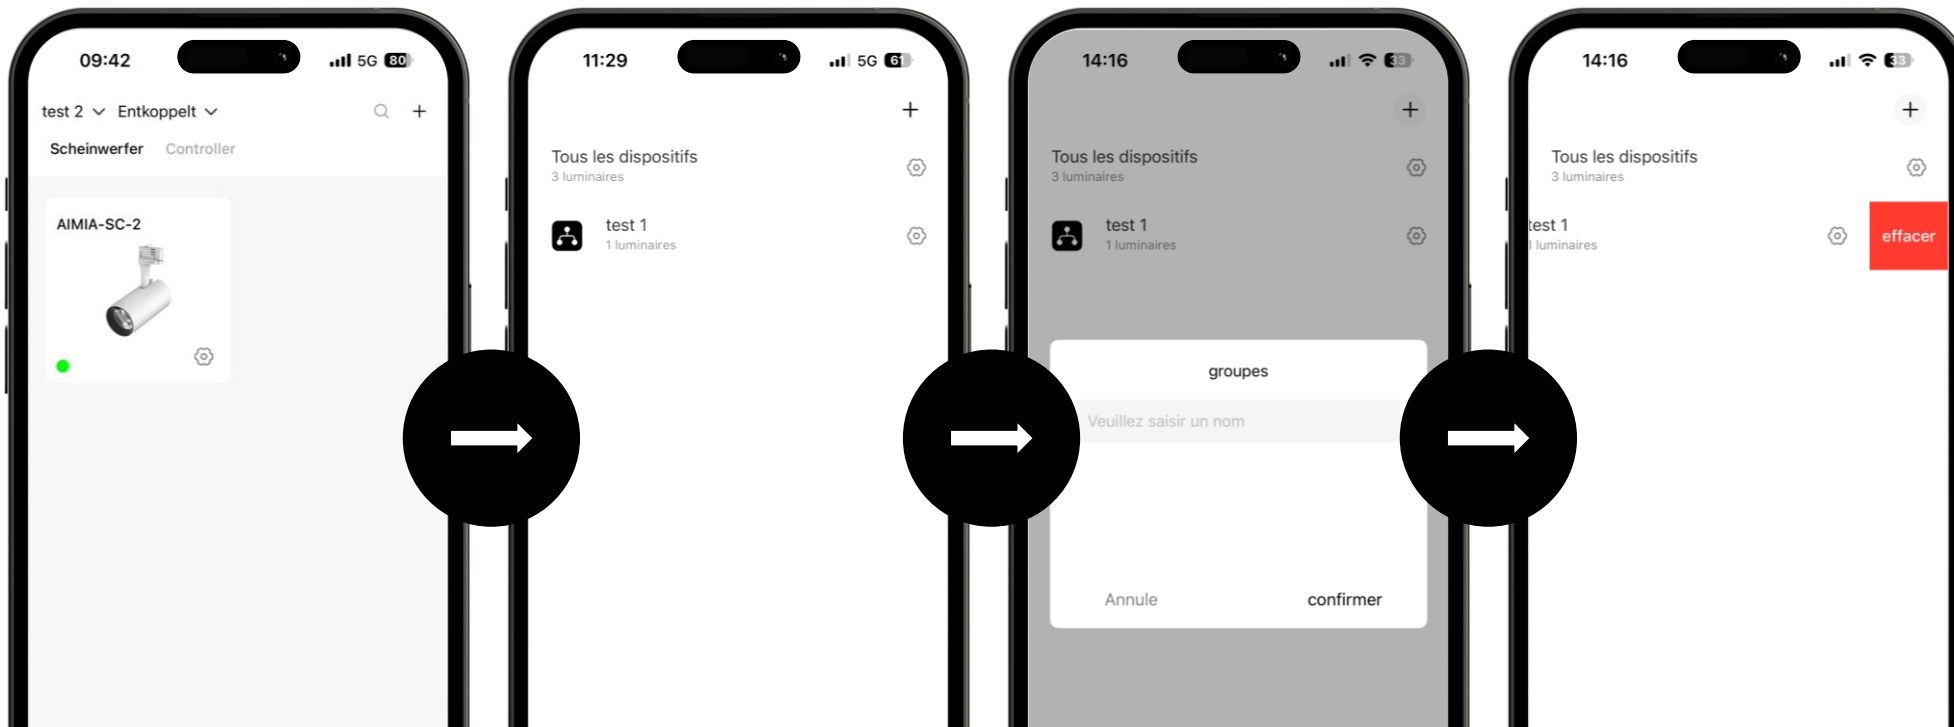 09:42
5G 80
test 2 Entkoppelt
Scheinwerfer Controller
AIMIA-SC-2
11:29
5G 61
Tous les dispositifs
3 luminaires
test 1
1 luminaires
14:16
33
Tous les dispositifs
3 luminaires
test 1
1 luminaires
groupes
Veuillez saisir un nom
Annule confirmer
14:16
33
Tous les dispositifs
3 luminaires
test 1
luminaires
effacer